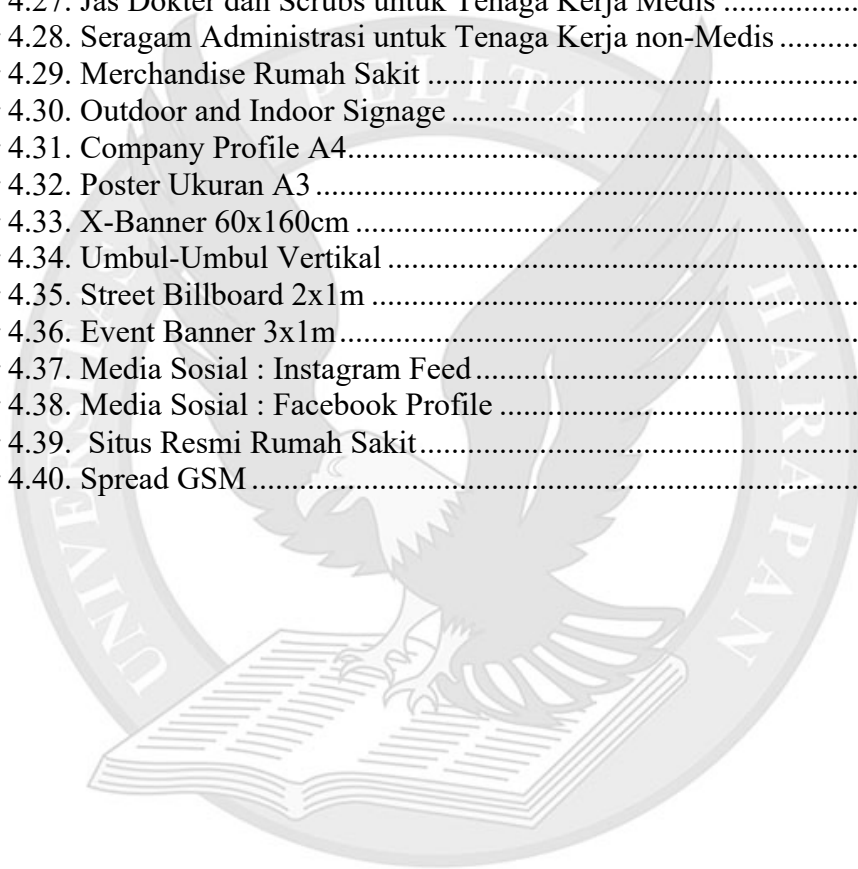 4.27. Jas Dokter dan Scrubs untuk Tenaga Kerja Medis ................
4.28. Seragam Administrasi untuk Tenaga Kerja non-Medis ..........
4.29. Merchandise Rumah Sakit ......................................................
4.30. Outdoor and Indoor Signage ...................................................
4.31. Company Profile A4................................................................
4.32. Poster Ukuran A3 ....................................................................
4.33. X-Banner 60x160cm ...............................................................
4.34. Umbul-Umbul Vertikal ...........................................................
4.35. Street Billboard 2x1m .............................................................
4.36. Event Banner 3x1m.................................................................
4.37. Media Sosial : Instagram Feed ................................................
4.38. Media Sosial : Facebook Profile .............................................
4.39.  Situs Resmi Rumah Sakit.......................................................
4.40. Spread GSM ............................................................................
UNIVERSITAS PELITA HARAPAN